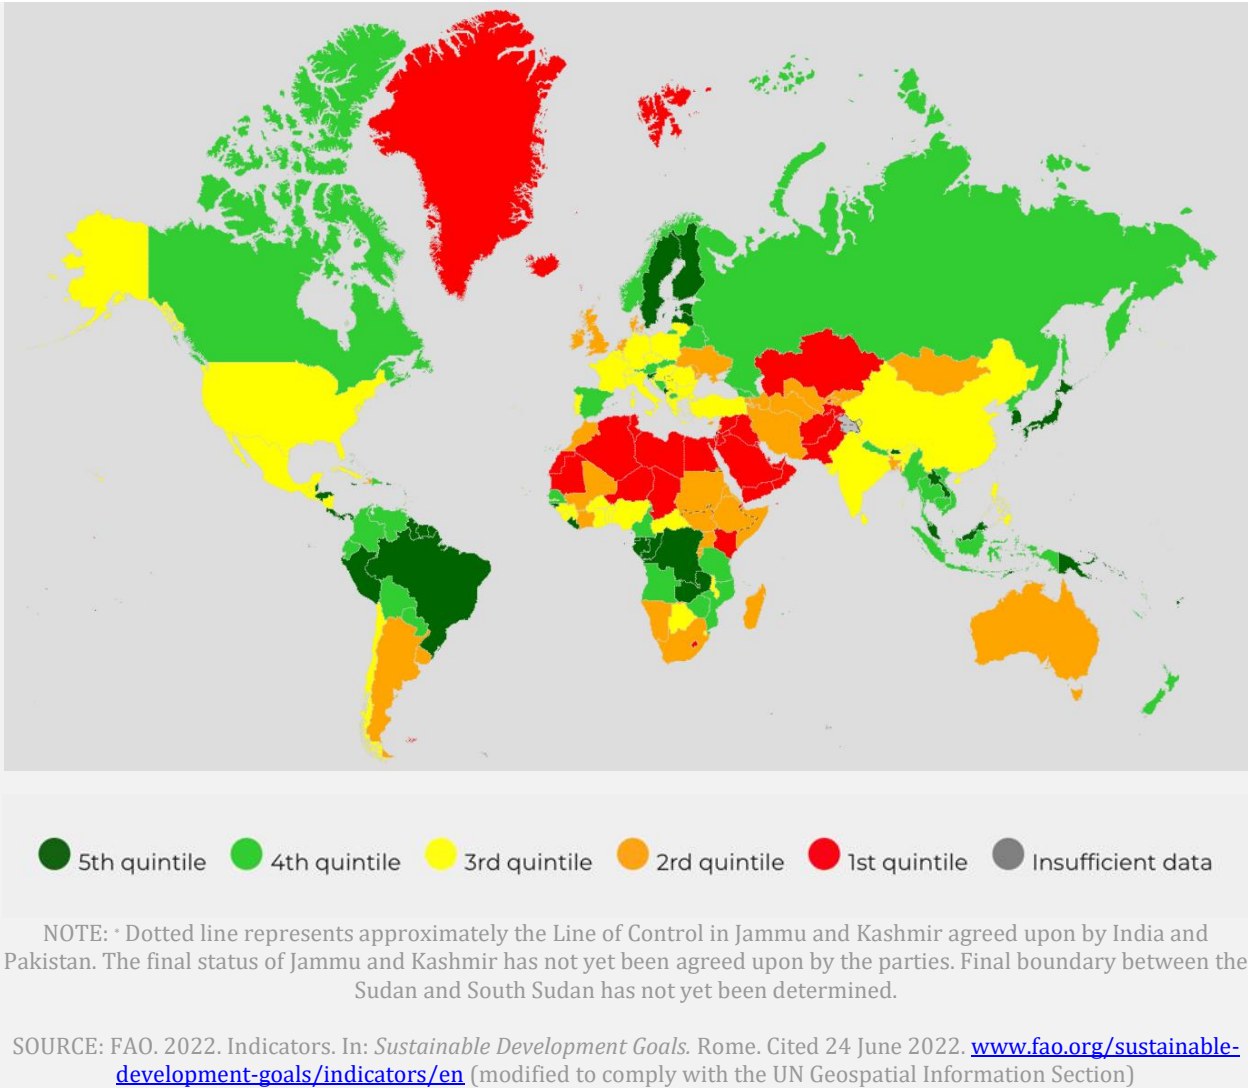 5th quintile 4th quintile 3rd quintile 2rd quintile 1st quintile Insufficient data
NOTE: * Dotted line represents approximately the Line of Control in Jammu and Kashmir agreed upon by India and
Pakistan. The final status of Jammu and Kashmir has not yet been agreed upon by the parties. Final boundary between the
Sudan and South Sudan has not yet been determined.
SOURCE: FAO. 2022. Indicators. In: Sustainable Development Goals. Rome. Cited 24 June 2022. www.fao.org/sustainable-
development-goals/indicators/en (modified to comply with the UN Geospatial Information Section)